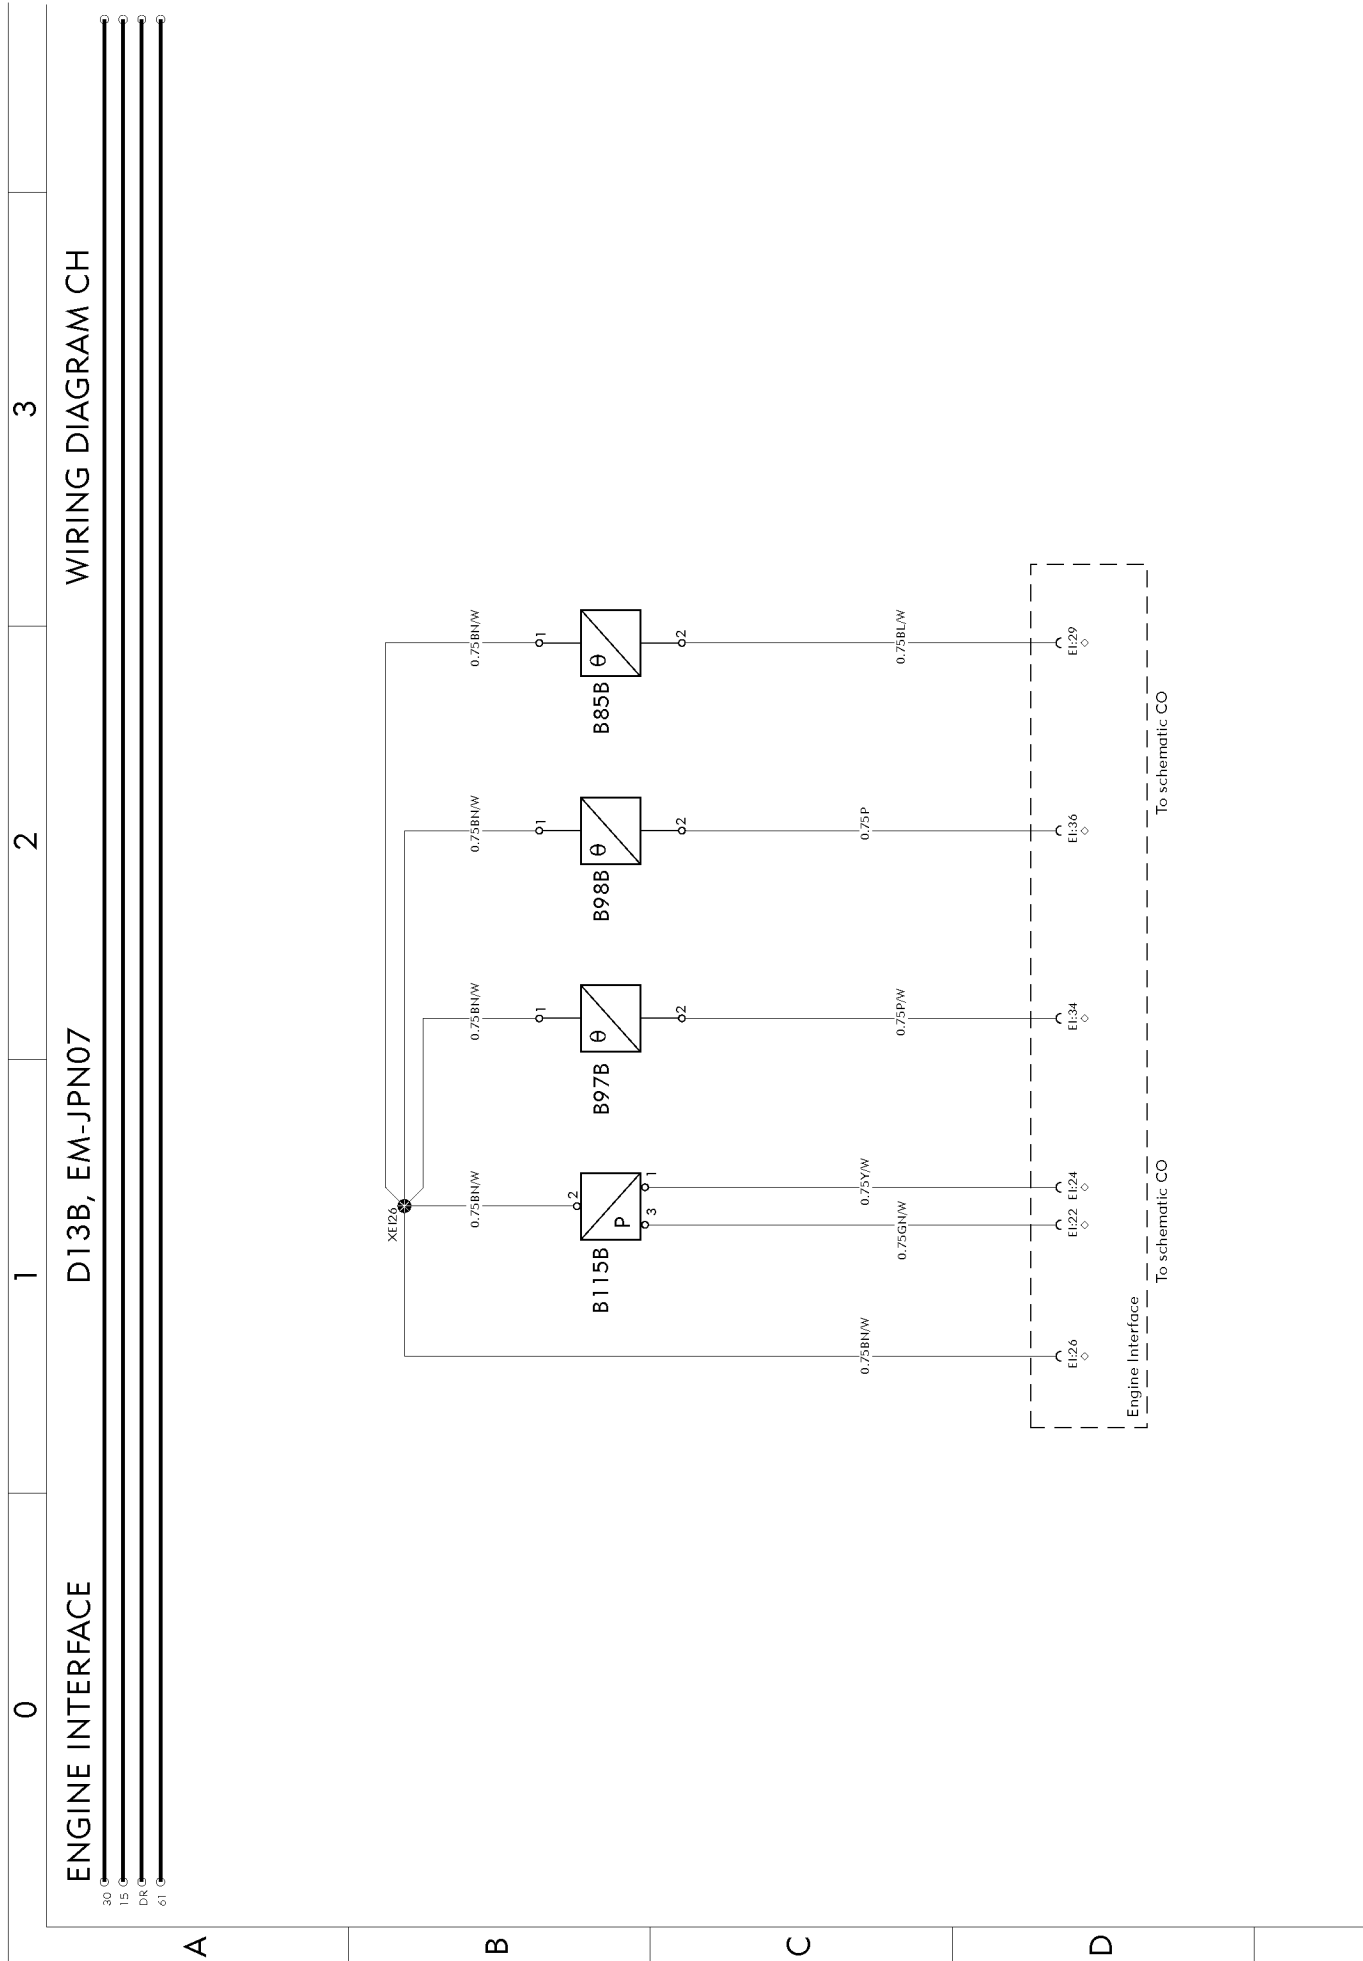 0
1
2
3
ENGINE INTERFACE
D13B, EM-JPN07
WIRING DIAGRAM CH
30
15
DR
61
A
B
C
D
XEI26
0.75BN/W
0.75BN/W
0.75BN/W
0.75BN/W
2
1
1
1
B115B
P
B97B
θ
B98B
θ
B85B
θ
3
1
2
2
2
0.75BN/W
0.75GN/W
0.75Y/W
0.75P/W
0.75P
0.75BL/W
EI:26
EI:22
EI:24
EI:34
EI:36
EI:29
Engine Interface
To schematic CO
To schematic CO